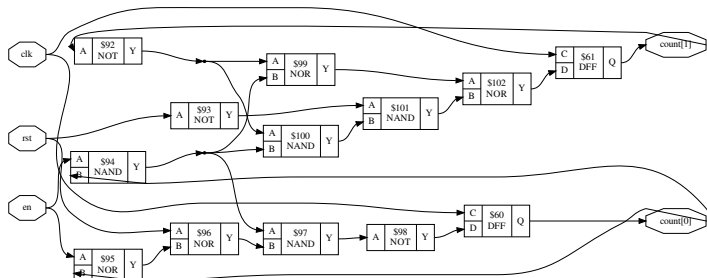 clk
rst
en
A
$92
NOT
Y
A
$93
NOT
Y
A
B
$94
NAND
Y
A
B
$95
NOR
Y
A
B
$96
NOR
Y
A
B
$99
NOR
Y
A
B
$100
NAND
Y
A
B
$97
NAND
Y
A
B
$101
NAND
Y
A
$98
NOT
Y
A
B
$102
NOR
Y
C
D
$60
DFF
Q
C
D
$61
DFF
Q
count[1]
count[0]